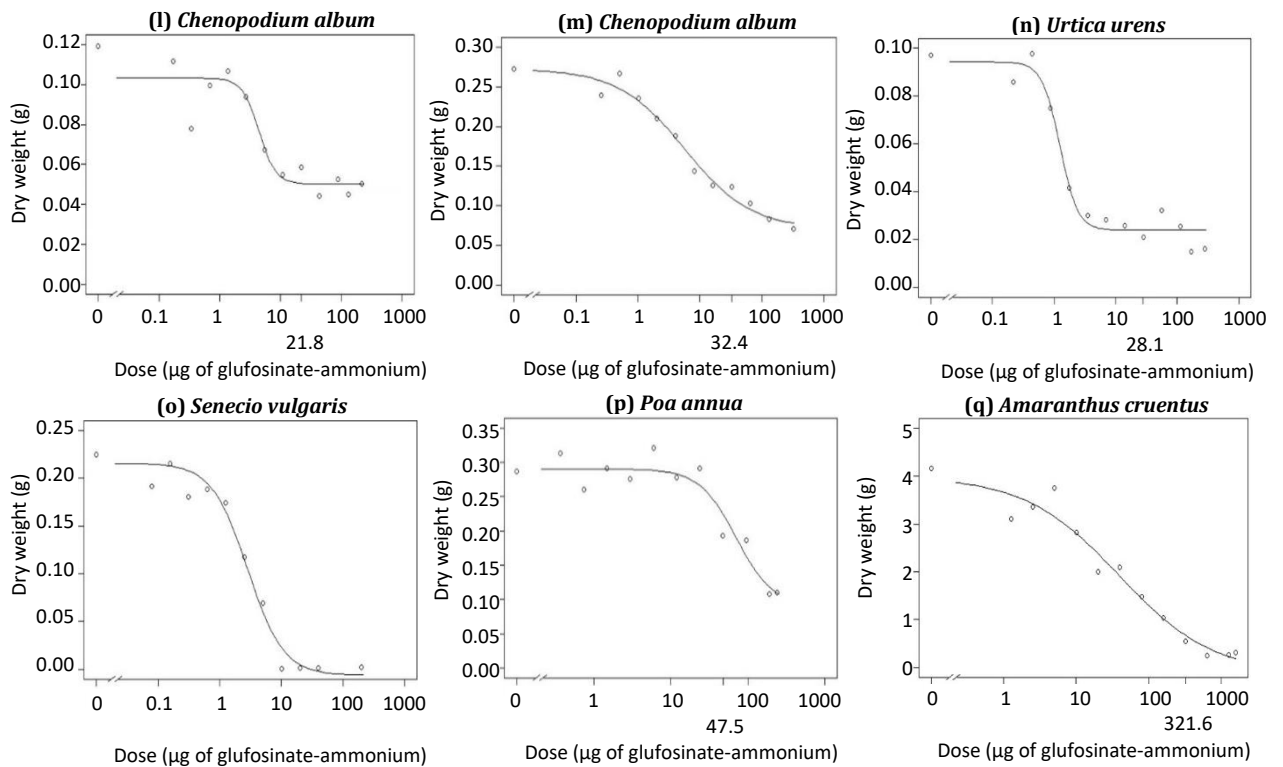 (l) Chenopodium album
0.12
0.10
0.08
0.06
0.04
0.02
0.00
Dry weight (g)
0 0.1 1 10 100 1000
21.8
Dose (µg of glufosinate-ammonium)
(m) Chenopodium album
0.30
0.25
0.20
0.15
0.10
0.05
0.00
Dry weight (g)
0 0.1 1 10 100 1000
32.4
Dose (µg of glufosinate-ammonium)
(n) Urtica urens
0.10
0.08
0.06
0.04
0.02
0.00
Dry weight (g)
0 0.1 1 10 100 1000
28.1
Dose (µg of glufosinate-ammonium)
(o) Senecio vulgaris
0.25
0.20
0.15
0.10
0.05
0.00
Dry weight (g)
0 0.1 1 10 100 1000
Dose (µg of glufosinate-ammonium)
(p) Poa annua
0.35
0.30
0.25
0.20
0.15
0.10
0.05
0.00
Dry weight (g)
0 1 10 100 1000
47.5
Dose (µg of glufosinate-ammonium)
(q) Amaranthus cruentus
5
4
3
2
1
0
Dry weight (g)
0 1 10 100 1000
321.6
Dose (µg of glufosinate-ammonium)